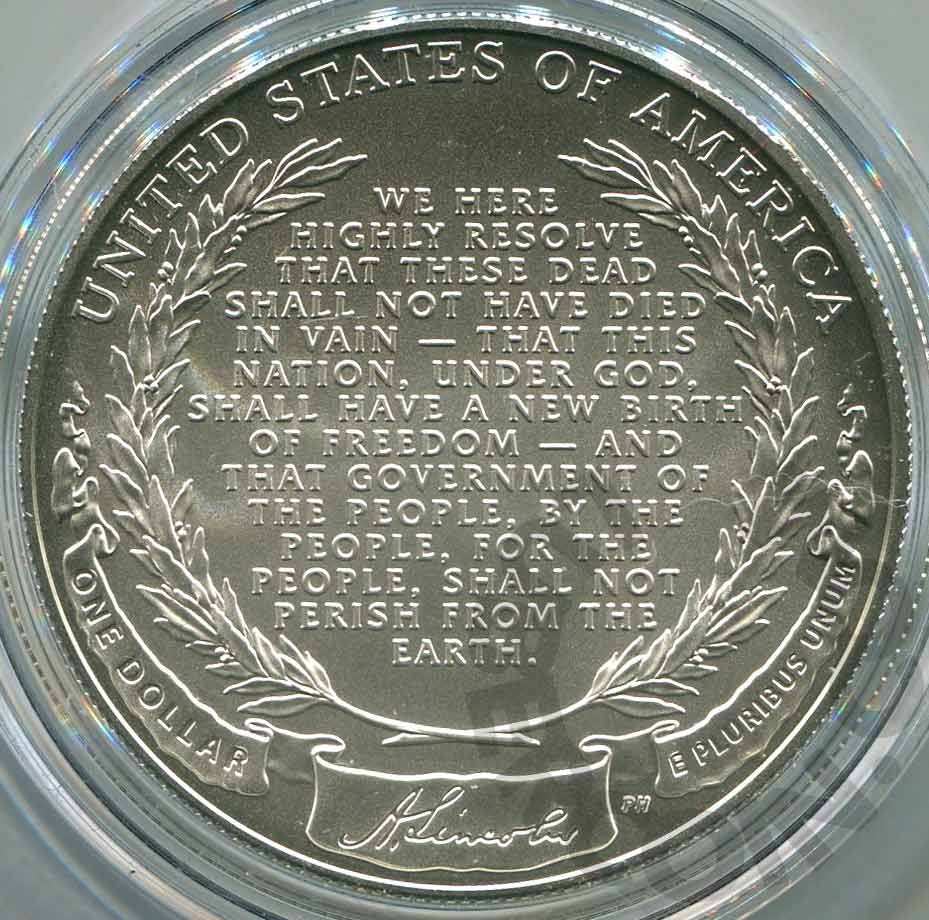 UNITED STATES OF AMERICA
WE HERE
HIGHLY RESOLVE
THAT THESE DEAD
SHALL NOT HAVE DIED
IN VAIN — THAT THIS
NATION, UNDER GOD,
SHALL HAVE A NEW BIRTH
OF FREEDOM — AND
THAT GOVERNMENT OF
THE PEOPLE, BY THE
PEOPLE, FOR THE
PEOPLE, SHALL NOT
PERISH FROM THE
EARTH.
ONE DOLLAR
A. Lincoln
PH
E PLURIBUS UNUM